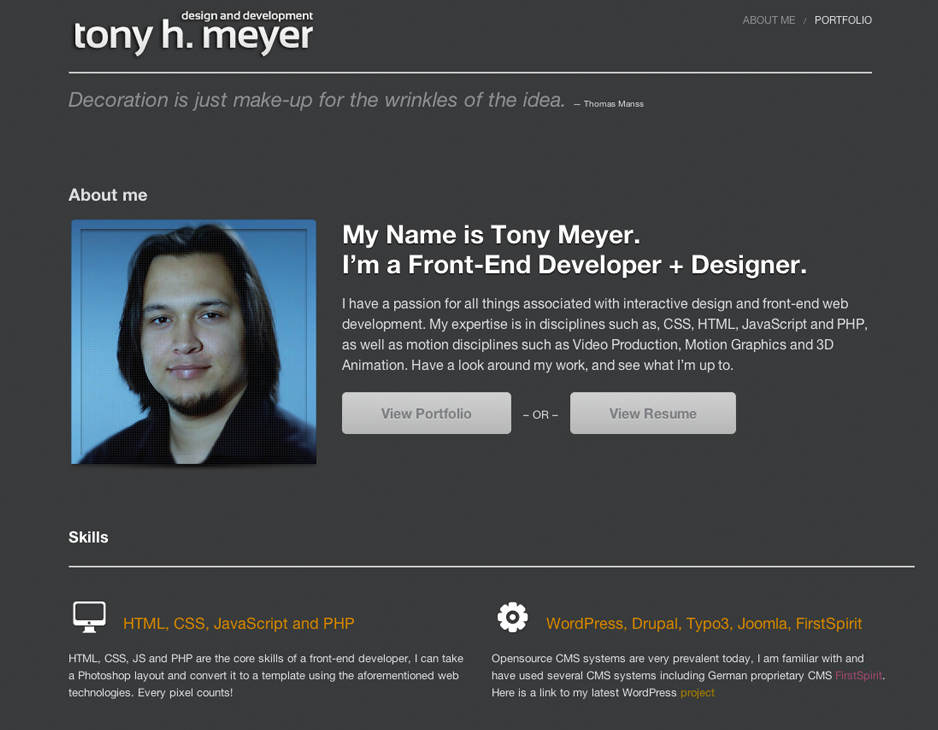 design and development
tony h. meyer
ABOUT ME / PORTFOLIO
Decoration is just make-up for the wrinkles of the idea. — Thomas Manss
About me
My Name is Tony Meyer.
I’m a Front-End Developer + Designer.
I have a passion for all things associated with interactive design and front-end web
development. My expertise is in disciplines such as, CSS, HTML, JavaScript and PHP,
as well as motion disciplines such as Video Production, Motion Graphics and 3D
Animation. Have a look around my work, and see what I’m up to.
View Portfolio – OR – View Resume
Skills
HTML, CSS, JavaScript and PHP
HTML, CSS, JS and PHP are the core skills of a front-end developer, I can take
a Photoshop layout and convert it to a template using the aforementioned web
technologies. Every pixel counts!
WordPress, Drupal, Typo3, Joomla, FirstSpirit
Opensource CMS systems are very prevalent today, I am familiar with and
have used several CMS systems including German proprietary CMS FirstSpirit.
Here is a link to my latest WordPress project